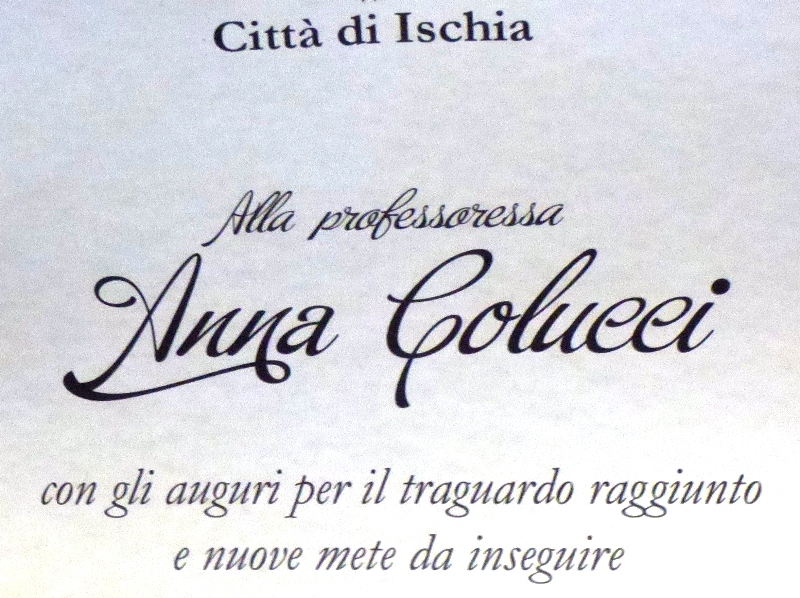 Città di Ischia
Alla professoressa
Anna Colucci
con gli auguri per il traguardo raggiunto
e nuove mete da inseguire